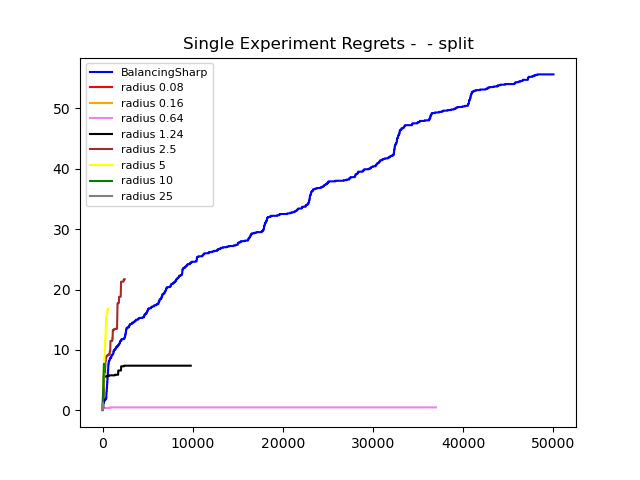 Single Experiment Regrets -  - split
BalancingSharp
radius 0.08
radius 0.16
radius 0.64
radius 1.24
radius 2.5
radius 5
radius 10
radius 25
50
40
30
20
10
0
0 10000 20000 30000 40000 50000